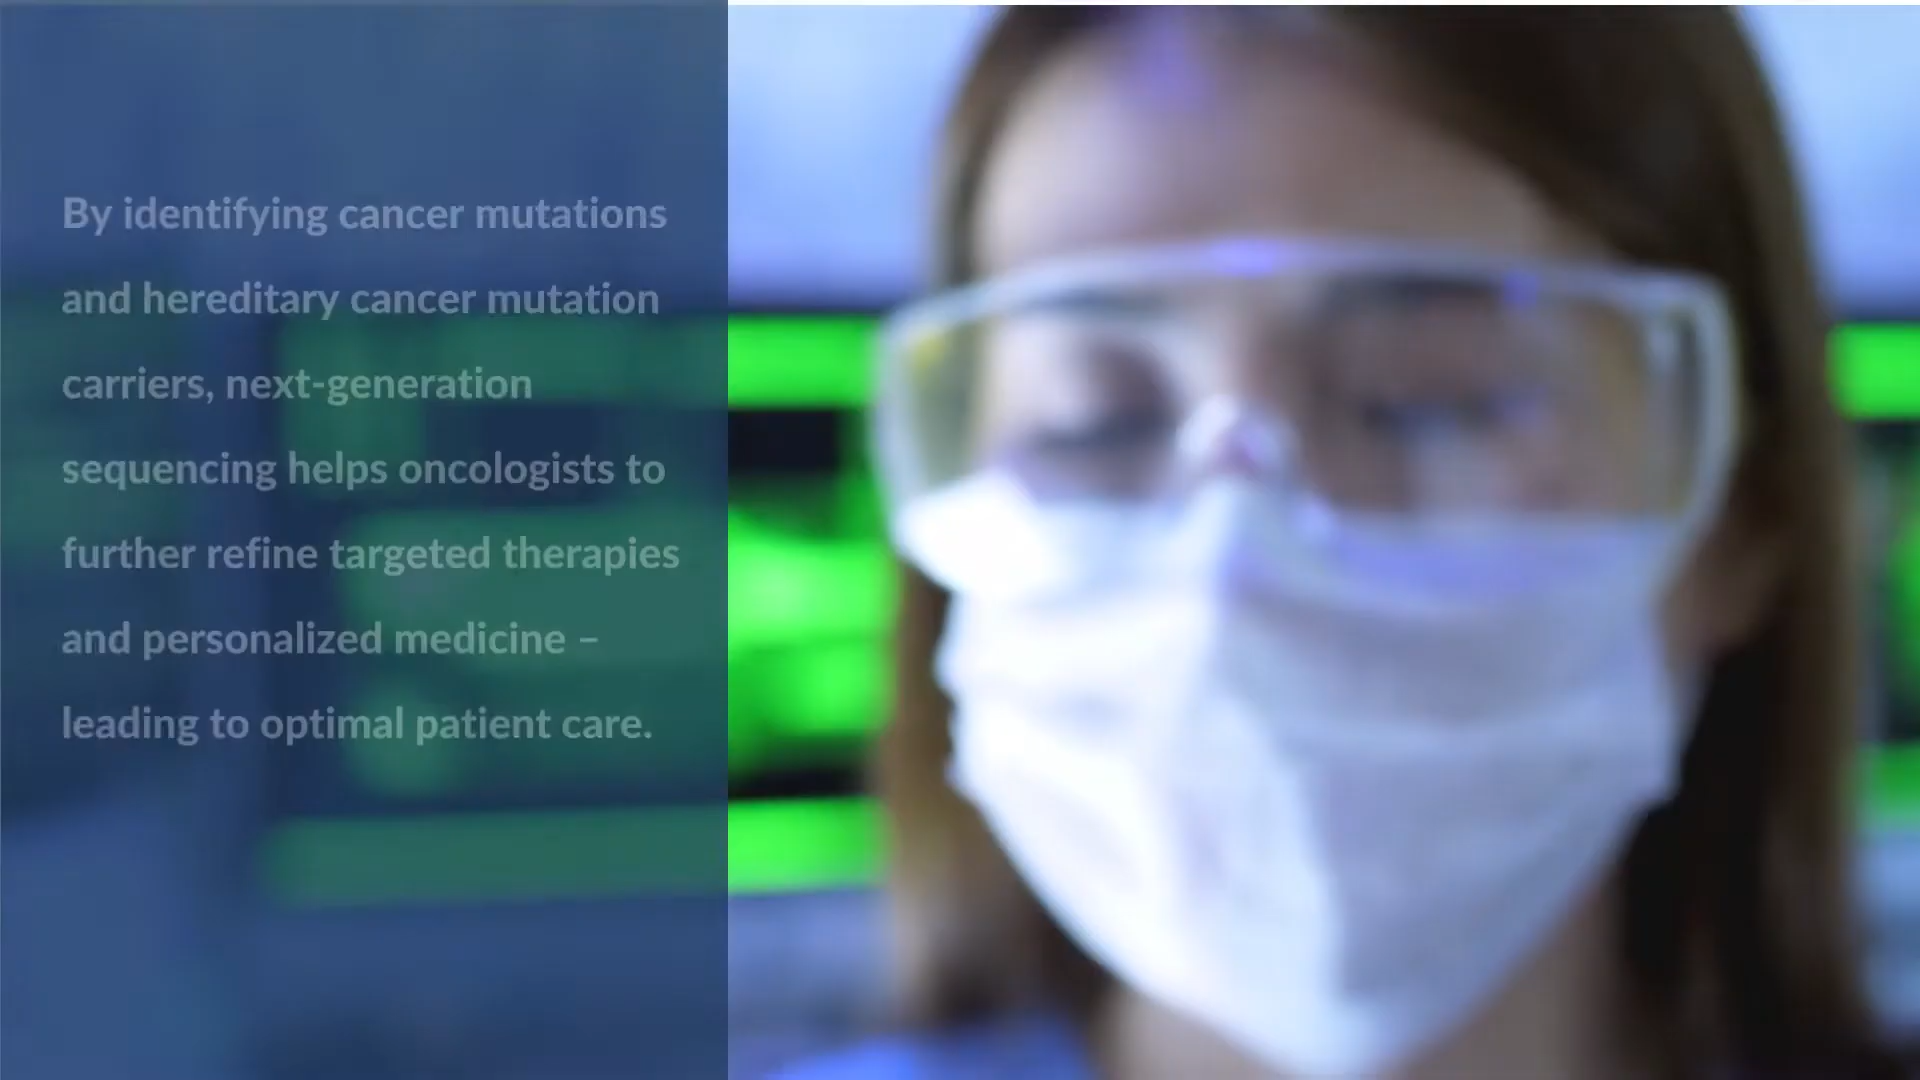 By identifying cancer mutations
and hereditary cancer mutation
carriers, next-generation
sequencing helps oncologists to
further refine targeted therapies
and personalized medicine –
leading to optimal patient care.